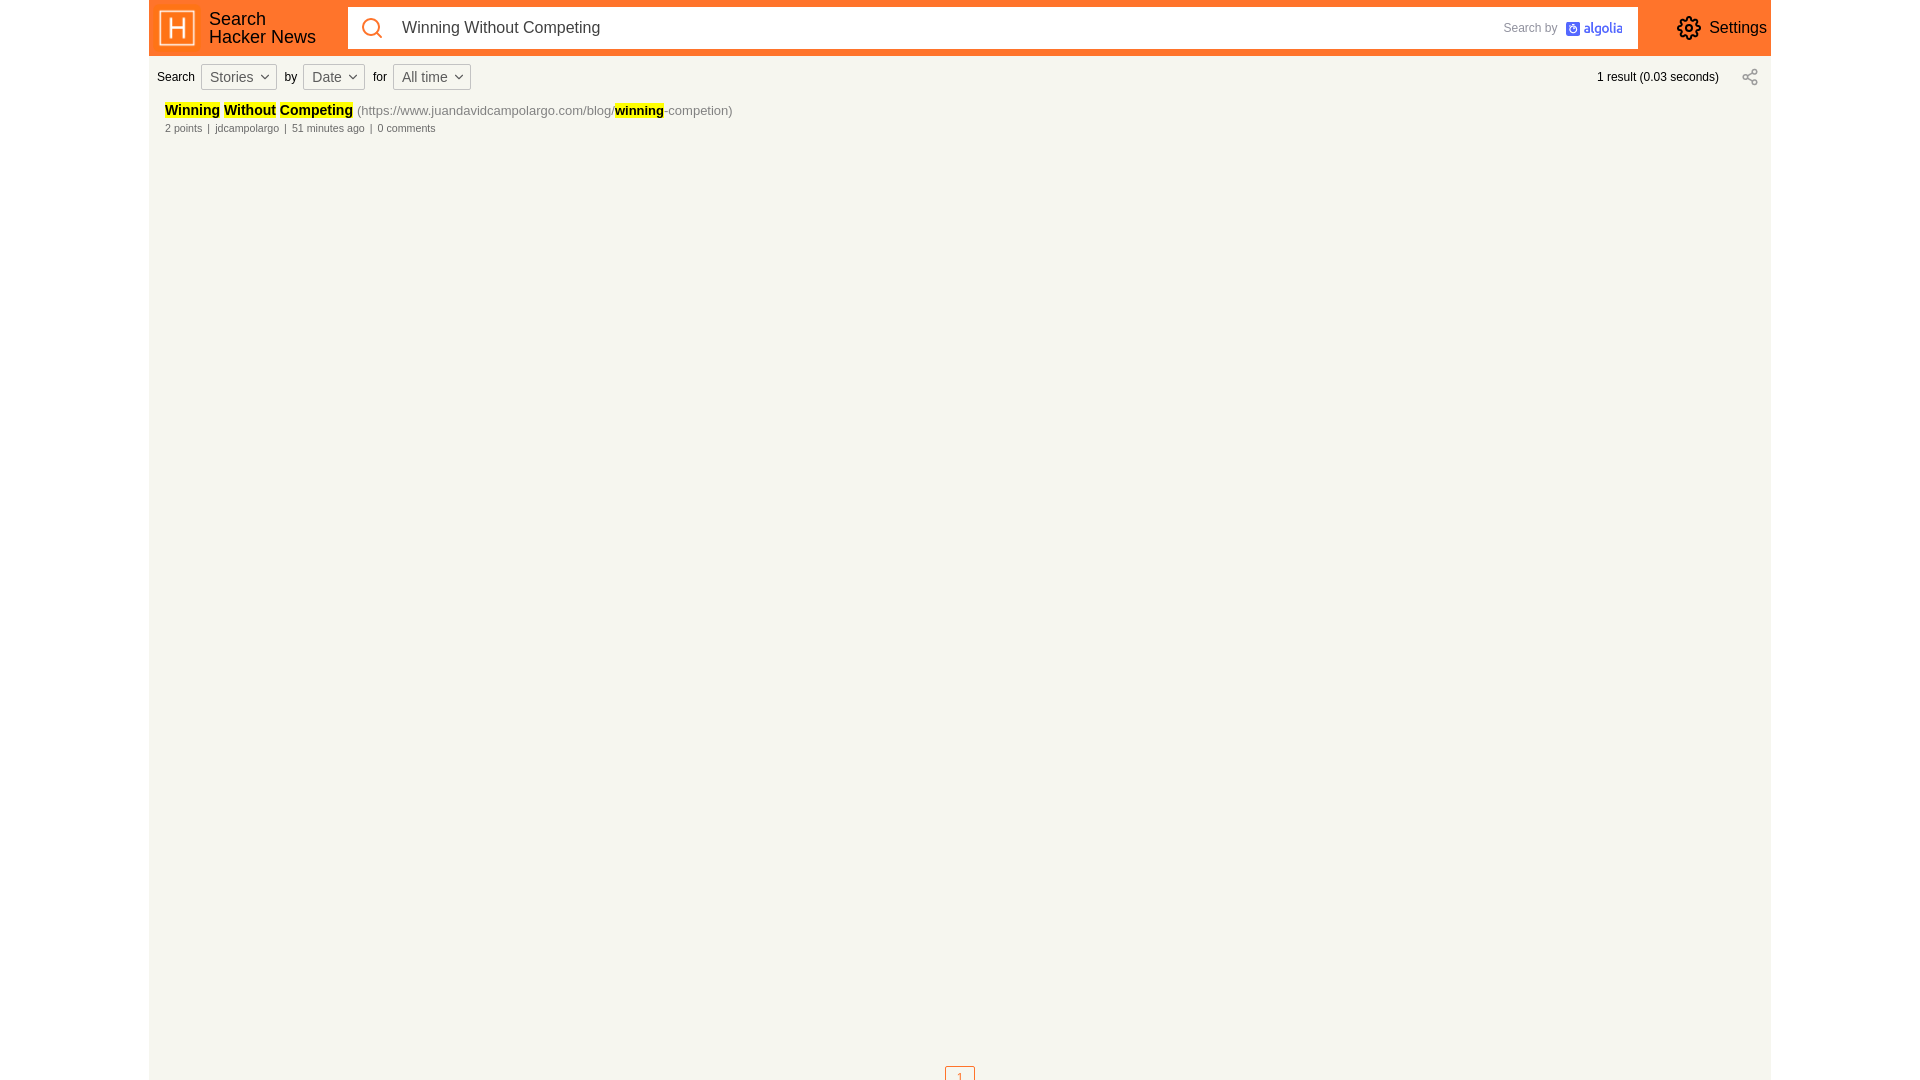 Search
Hacker News
Winning Without Competing
Search by algolia
Settings
Search Stories by Date for All time
1 result (0.03 seconds)
Winning Without Competing (https://www.juandavidcampolargo.com/blog/winning-competion)
2 points | jdcampolargo | 51 minutes ago | 0 comments
1